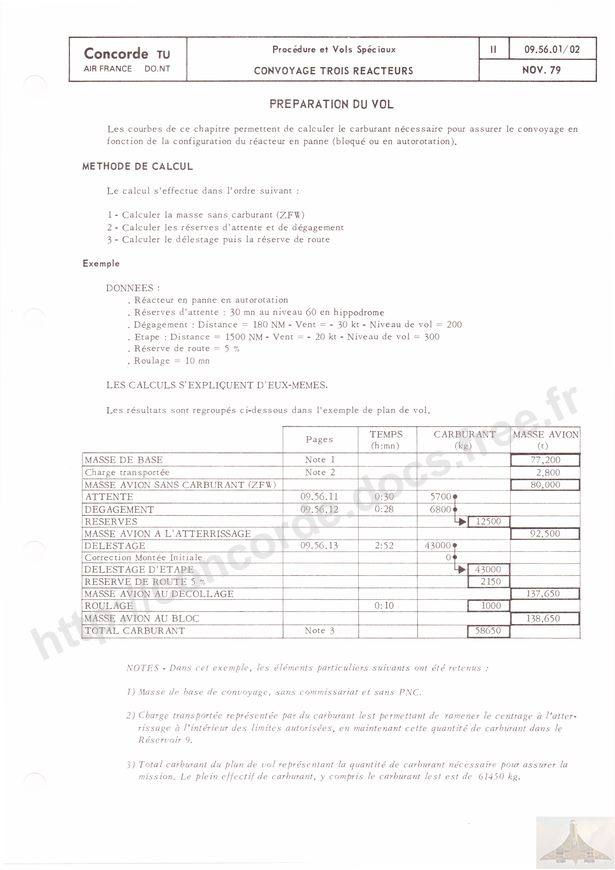 Concorde TU
AIR FRANCE DO.NT
Procédure et Vols Spéciaux
CONVOYAGE TROIS REACTEURS
II
09.56.01/02
NOV. 79
PREPARATION DU VOL
Les courbes de ce chapitre permettent de calculer le carburant nécessaire pour assurer le convoyage en
fonction de la configuration du réacteur en panne (bloqué ou en autorotation).
METHODE DE CALCUL
Le calcul s'effectue dans l'ordre suivant :
1 - Calculer la masse sans carburant (ZFW)
2 - Calculer les réserves d'attente et de dégagement
3 - Calculer le délestage puis la réserve de route
Exemple
DONNEES :
. Réacteur en panne en autorotation
. Réserves d'attente : 30 mn au niveau 60 en hippodrome
. Dégagement : Distance = 180 NM - Vent = - 30 kt - Niveau de vol = 200
. Etape : Distance = 1500 NM - Vent = - 20 kt - Niveau de vol = 300
. Réserve de route = 5 %
. Roulage = 10 mn
LES CALCULS S'EXPLIQUENT D'EUX-MEMES.
Les résultats sont regroupés ci-dessous dans l'exemple de plan de vol.
Pages TEMPS (h:mn) CARBURANT (kg) MASSE AVION (t)
MASSE DE BASE Note 1 77,200
Charge transportée Note 2 2,800
MASSE AVION SANS CARBURANT (ZFW) 80,000
ATTENTE 09.56.11 0:30 5700
DEGAGEMENT 09.56.12 0:28 6800
RESERVES 12500
MASSE AVION A L'ATTERRISSAGE 92,500
DELESTAGE 09.56.13 2:52 43000
Correction Montée Initiale 0
DELESTAGE D'ETAPE 43000
RESERVE DE ROUTE 5 % 2150
MASSE AVION AU DECOLLAGE 137,650
ROULAGE 0:10 1000
MASSE AVION AU BLOC 138,650
TOTAL CARBURANT Note 3 58650
NOTES - Dans cet exemple, les éléments particuliers suivants ont été retenus :
1) Masse de base de convoyage, sans commissariat et sans PNC.
2) Charge transportée représentée par du carburant lest permettant de ramener le centrage à l'atter-
rissage à l'intérieur des limites autorisées, en maintenant cette quantité de carburant dans le
Réservoir 9.
3) Total carburant du plan de vol représentant la quantité de carburant nécessaire pour assurer la
mission. Le plein effectif de carburant, y compris le carburant lest est de 61450 kg.
http://concorde.docs.free.fr